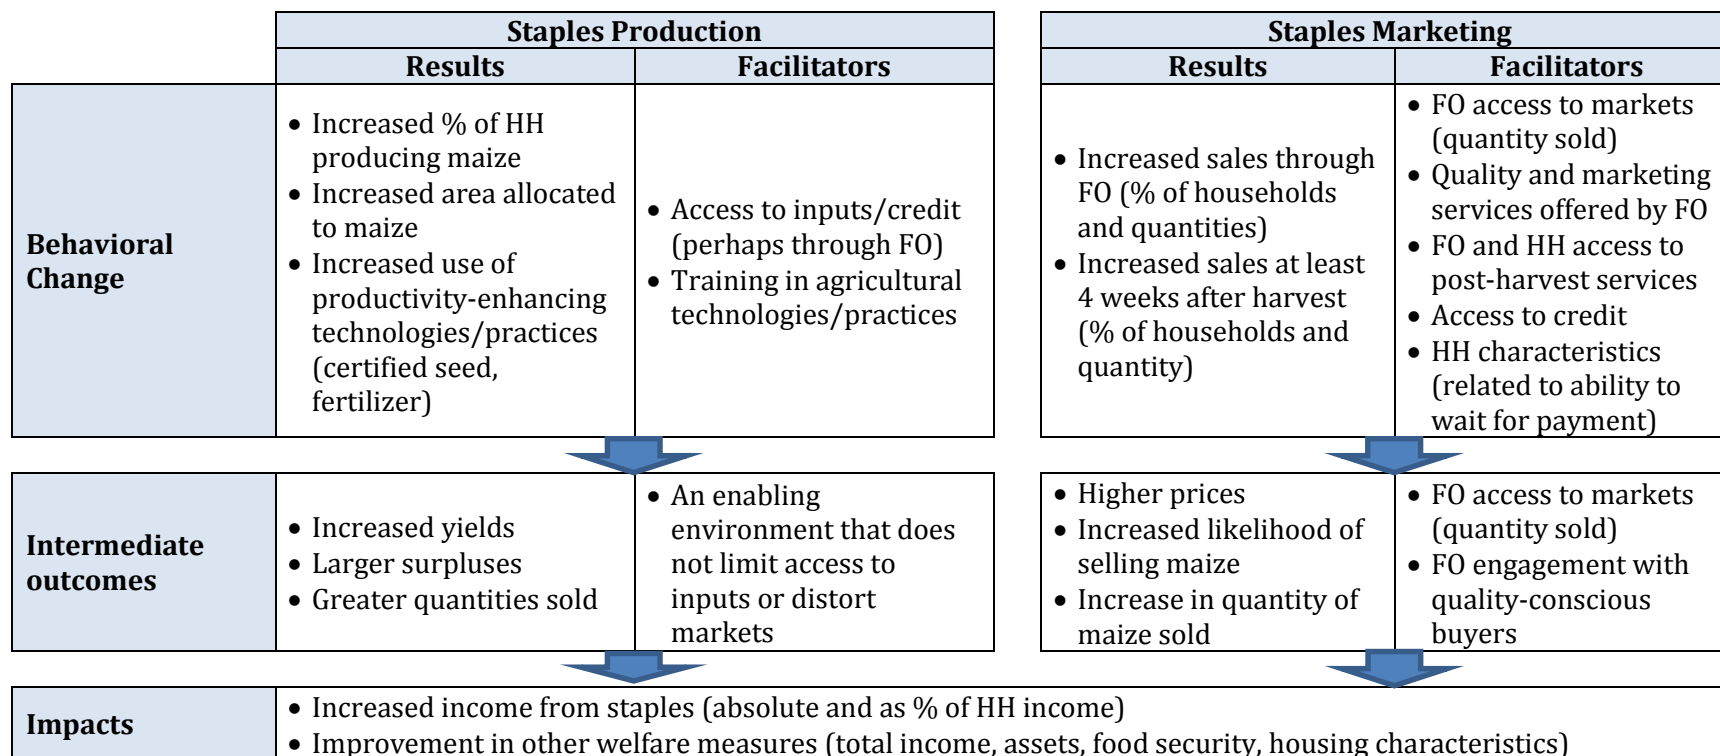 Staples Production
Staples Marketing
Results
Facilitators
Results
Facilitators
Behavioral
Change
• Increased % of HH
producing maize
• Increased area allocated
to maize
• Increased use of
productivity-enhancing
technologies/practices
(certified seed,
fertilizer)
• Access to inputs/credit
(perhaps through FO)
• Training in agricultural
technologies/practices
• Increased sales through
FO (% of households
and quantities)
• Increased sales at least
4 weeks after harvest
(% of households and
quantity)
• FO access to markets
(quantity sold)
• Quality and marketing
services offered by FO
• FO and HH access to
post-harvest services
• Access to credit
• HH characteristics
(related to ability to
wait for payment)
Intermediate
outcomes
• Increased yields
• Larger surpluses
• Greater quantities sold
• An enabling
environment that does
not limit access to
inputs or distort
markets
• Higher prices
• Increased likelihood of
selling maize
• Increase in quantity of
maize sold
• FO access to markets
(quantity sold)
• FO engagement with
quality-conscious
buyers
Impacts
• Increased income from staples (absolute and as % of HH income)
• Improvement in other welfare measures (total income, assets, food security, housing characteristics)